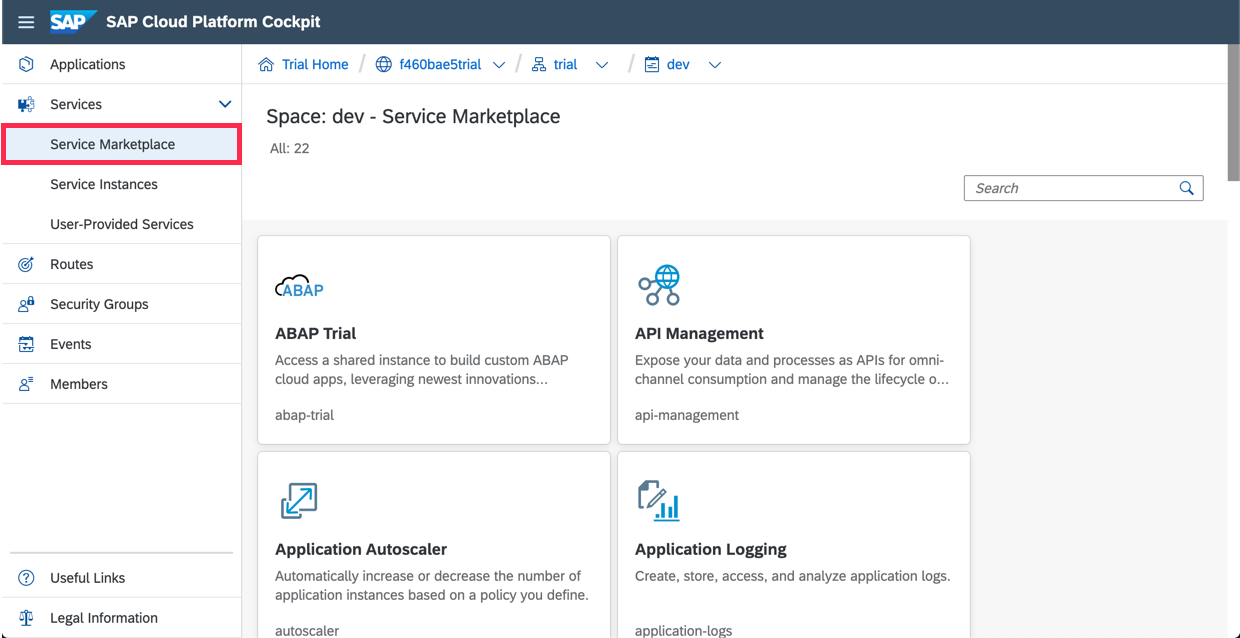 SAP SAP Cloud Platform Cockpit
Applications
Services
Service Marketplace
Service Instances
User-Provided Services
Routes
Security Groups
Events
Members
Useful Links
Legal Information
Trial Home / f460bae5trial / trial / dev
Space: dev - Service Marketplace
All: 22
Search
ABAP
ABAP Trial
Access a shared instance to build custom ABAP
cloud apps, leveraging newest innovations...
abap-trial
API Management
Expose your data and processes as APIs for omni-
channel consumption and manage the lifecycle o...
api-management
Application Autoscaler
Automatically increase or decrease the number of
application instances based on a policy you define.
autoscaler
Application Logging
Create, store, access, and analyze application logs.
application-logs